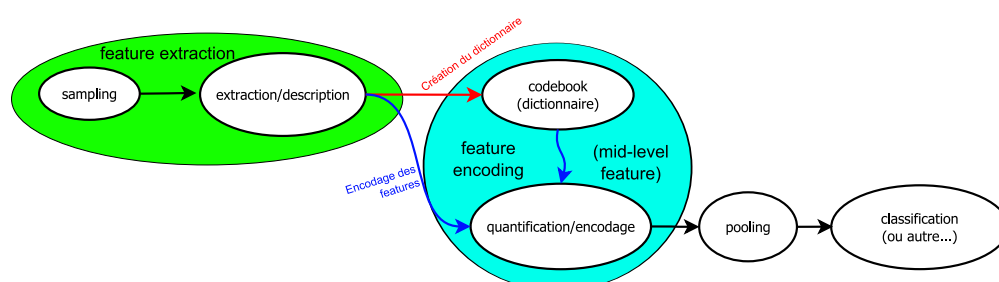 feature extraction
sampling
extraction/description
Création du dictionnaire
Encodage des
features
codebook
(dictionnaire)
feature
encoding
(mid-level
feature)
quantification/encodage
pooling
classification
(ou autre...)